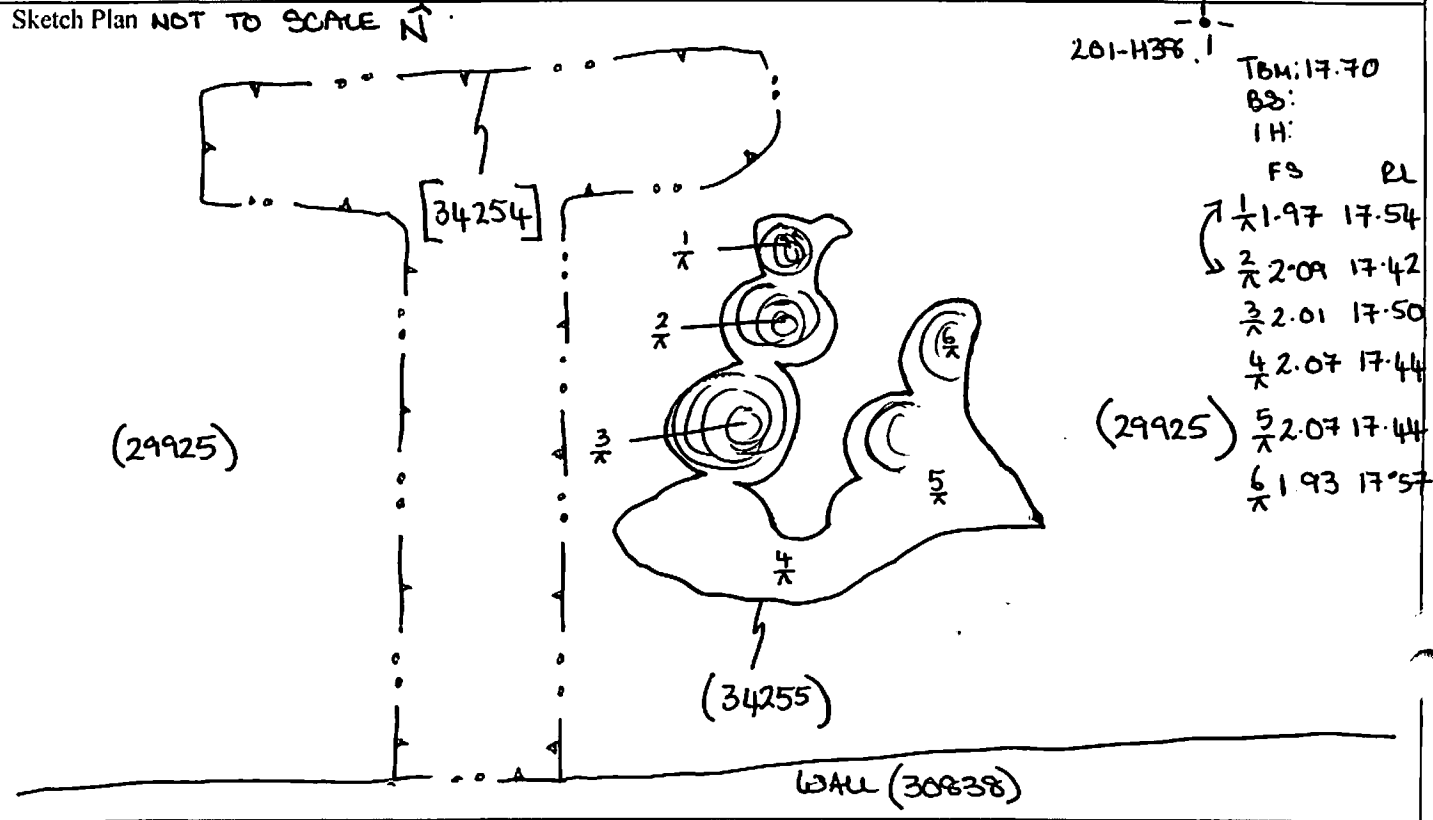 Sketch Plan NOT TO SCALE N
201-H38.1
TBM: 17.70
BS:
IH:
FS RL
1/⊼ 1.97 17.54
2/⊼ 2.09 17.42
3/⊼ 2.01 17.50
4/⊼ 2.07 17.44
5/⊼ 2.07 17.44
6/⊼ 1.93 17.57
[34254]
1/⊼
2/⊼
3/⊼
6/⊼
(29925)
(29925)
5/⊼
4/⊼
(34255)
WALL (30838)